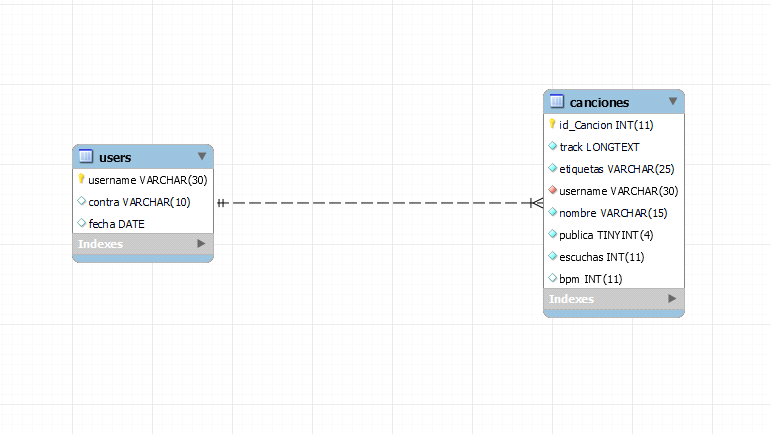 users
username VARCHAR(30)
contra VARCHAR(10)
fecha DATE
Indexes
canciones
id_Cancion INT(11)
track LONGTEXT
etiquetas VARCHAR(25)
username VARCHAR(30)
nombre VARCHAR(15)
publica TINYINT(4)
escuchas INT(11)
bpm INT(11)
Indexes